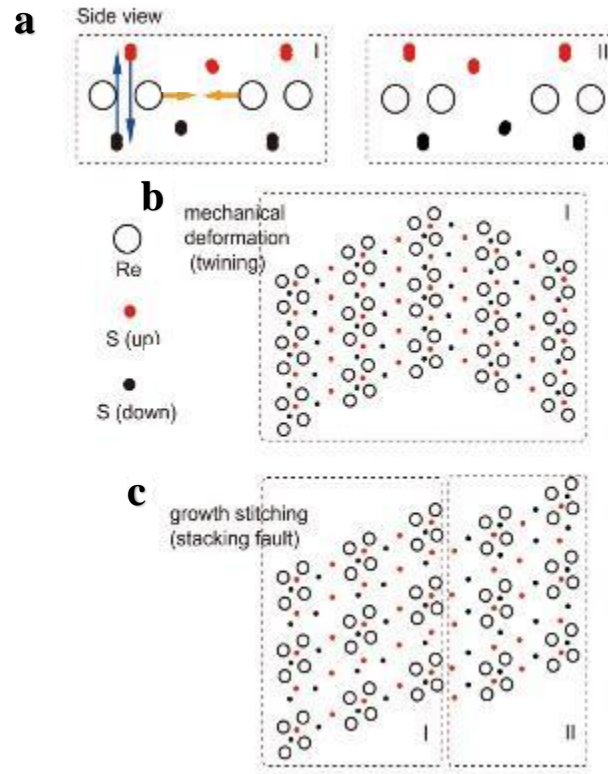 a
Side view
I
II
b
mechanical
deformation
(twining)
I
Re
S (up)
S (down)
c
growth stitching
(stacking fault)
I
II